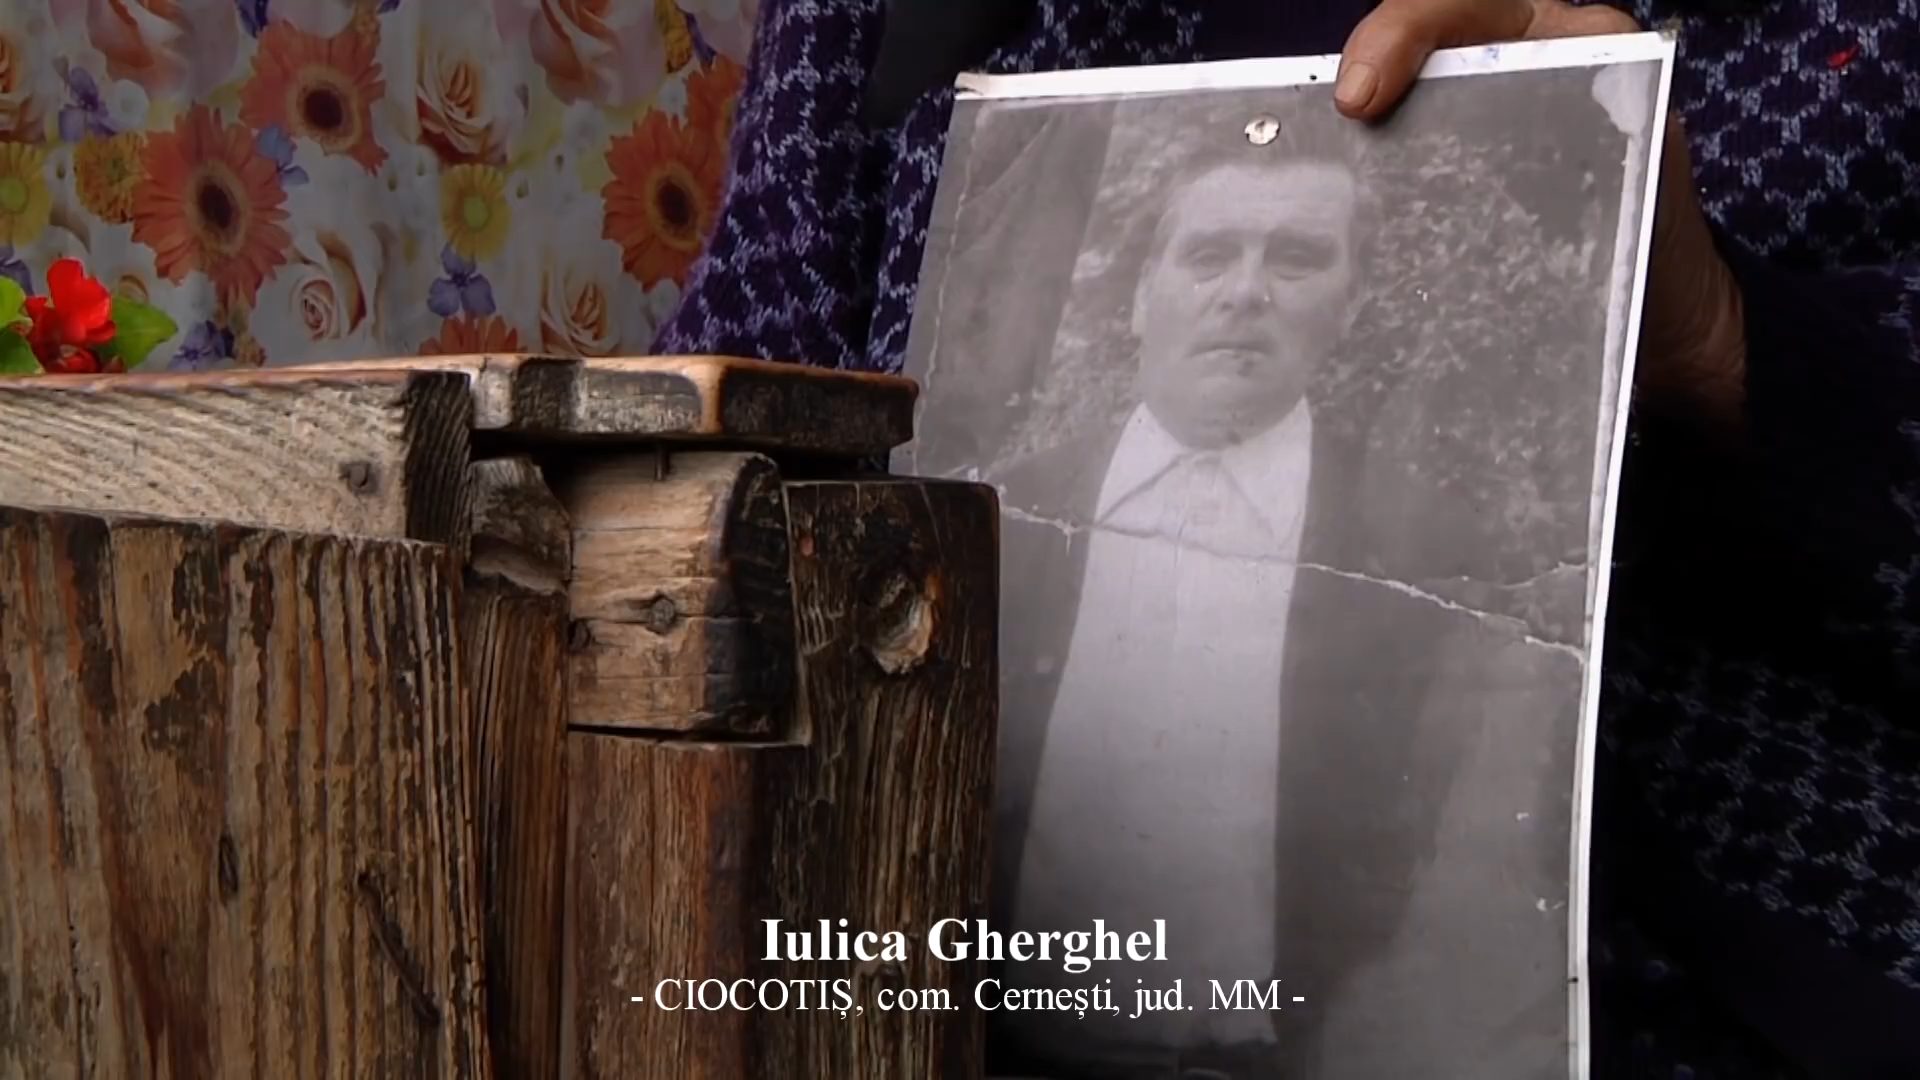 Iulica Gherghel
- CIOCOTIȘ, com. Cernești, jud. MM -